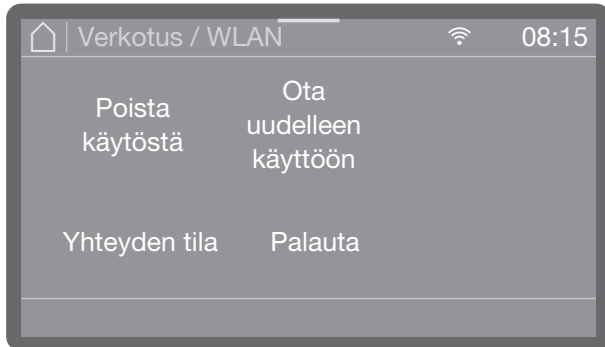 Verkotus / WLAN 08:15
Poista
käytöstä
Ota
uudelleen
käyttöön
Yhteyden tila
Palauta